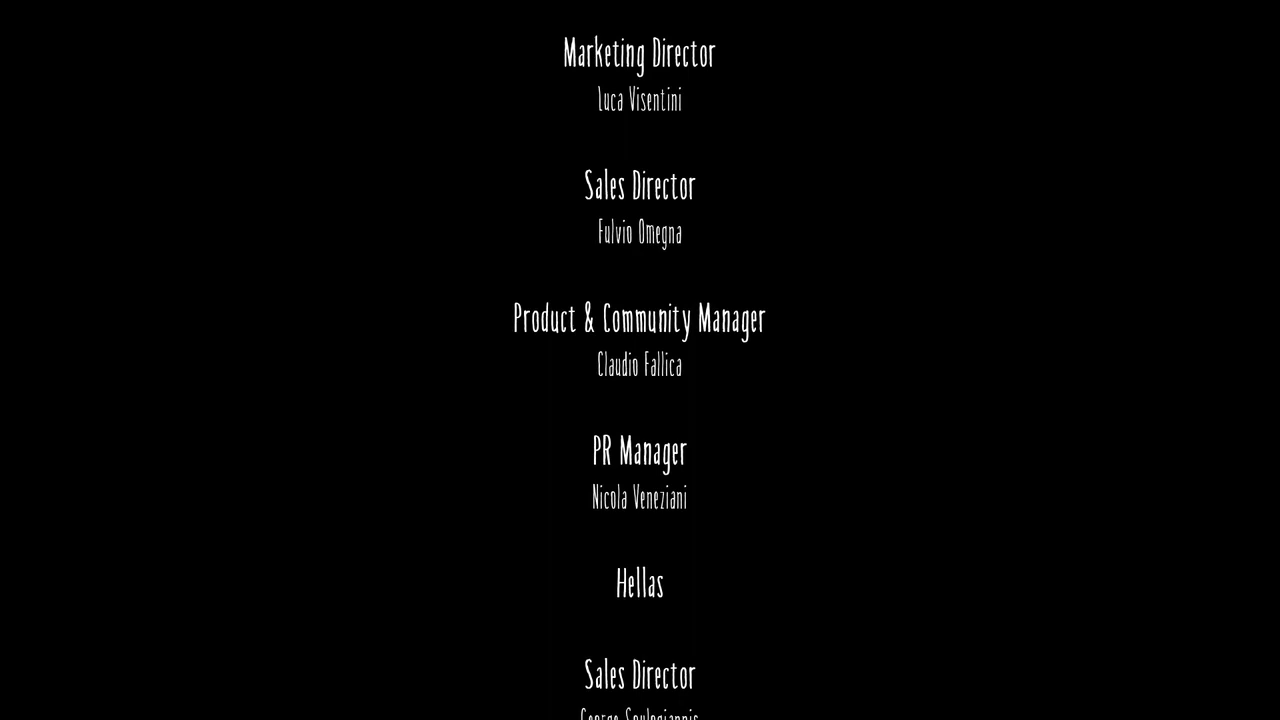 Marketing Director
Luca Visentini
Sales Director
Fulvio Omegna
Product & Community Manager
Claudio Fallica
PR Manager
Nicola Veneziani
Hellas
Sales Director
George